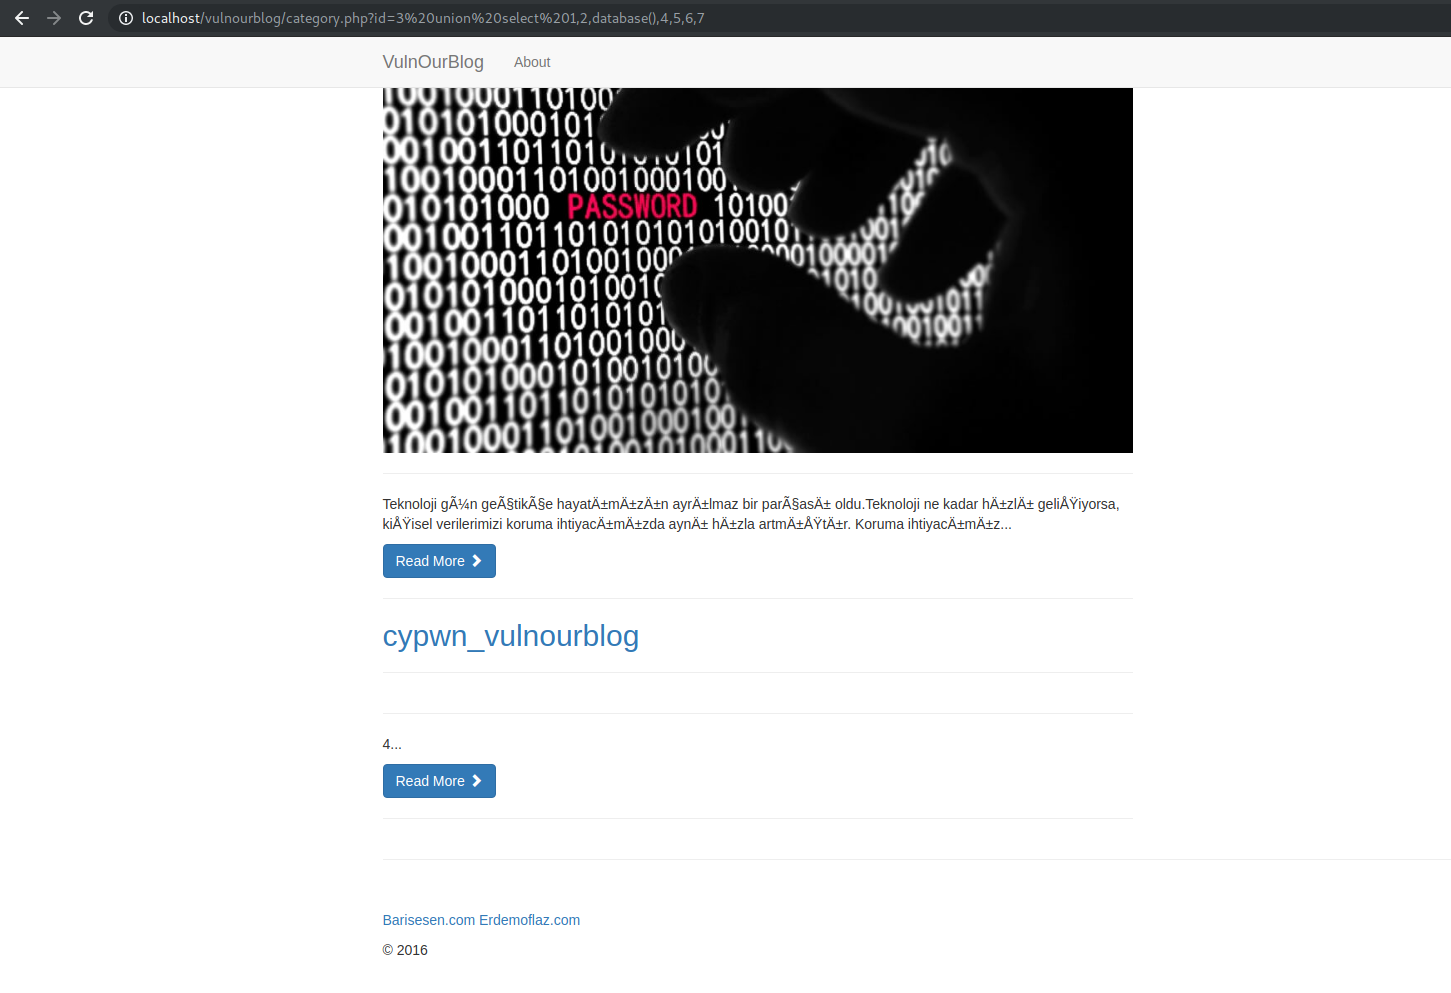 localhost/vulnourblog/category.php?id=3%20union%20select%201,2,database(),4,5,6,7
VulnOurBlog About
PASSWORD
Teknoloji gÃ¼n geÃ§tikÃ§e hayatÄ±mÄ±zÄ±n ayrÄ±lmaz bir parÃ§asÄ± oldu.Teknoloji ne kadar hÄ±zlÄ± geliÅŸiyorsa,
kiÅŸisel verilerimizi koruma ihtiyacÄ±mÄ±zda aynÄ± hÄ±zla artmÄ±ÅŸtÄ±r. Koruma ihtiyacÄ±mÄ±z...
Read More
cypwn_vulnourblog
4...
Read More
Barisesen.com Erdemoflaz.com
© 2016